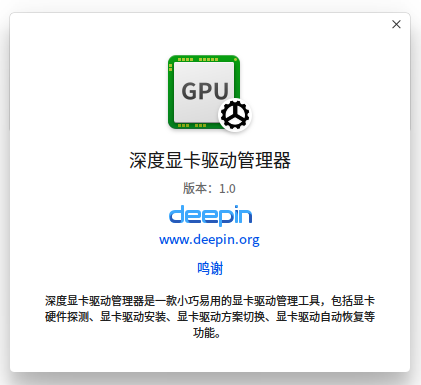 GPU
深度显卡驱动管理器
版本：1.0
deepin
www.deepin.org
鸣谢
深度显卡驱动管理器是一款小巧易用的显卡驱动管理工具，包括显卡
硬件探测、显卡驱动安装、显卡驱动方案切换、显卡驱动自动恢复等
功能。